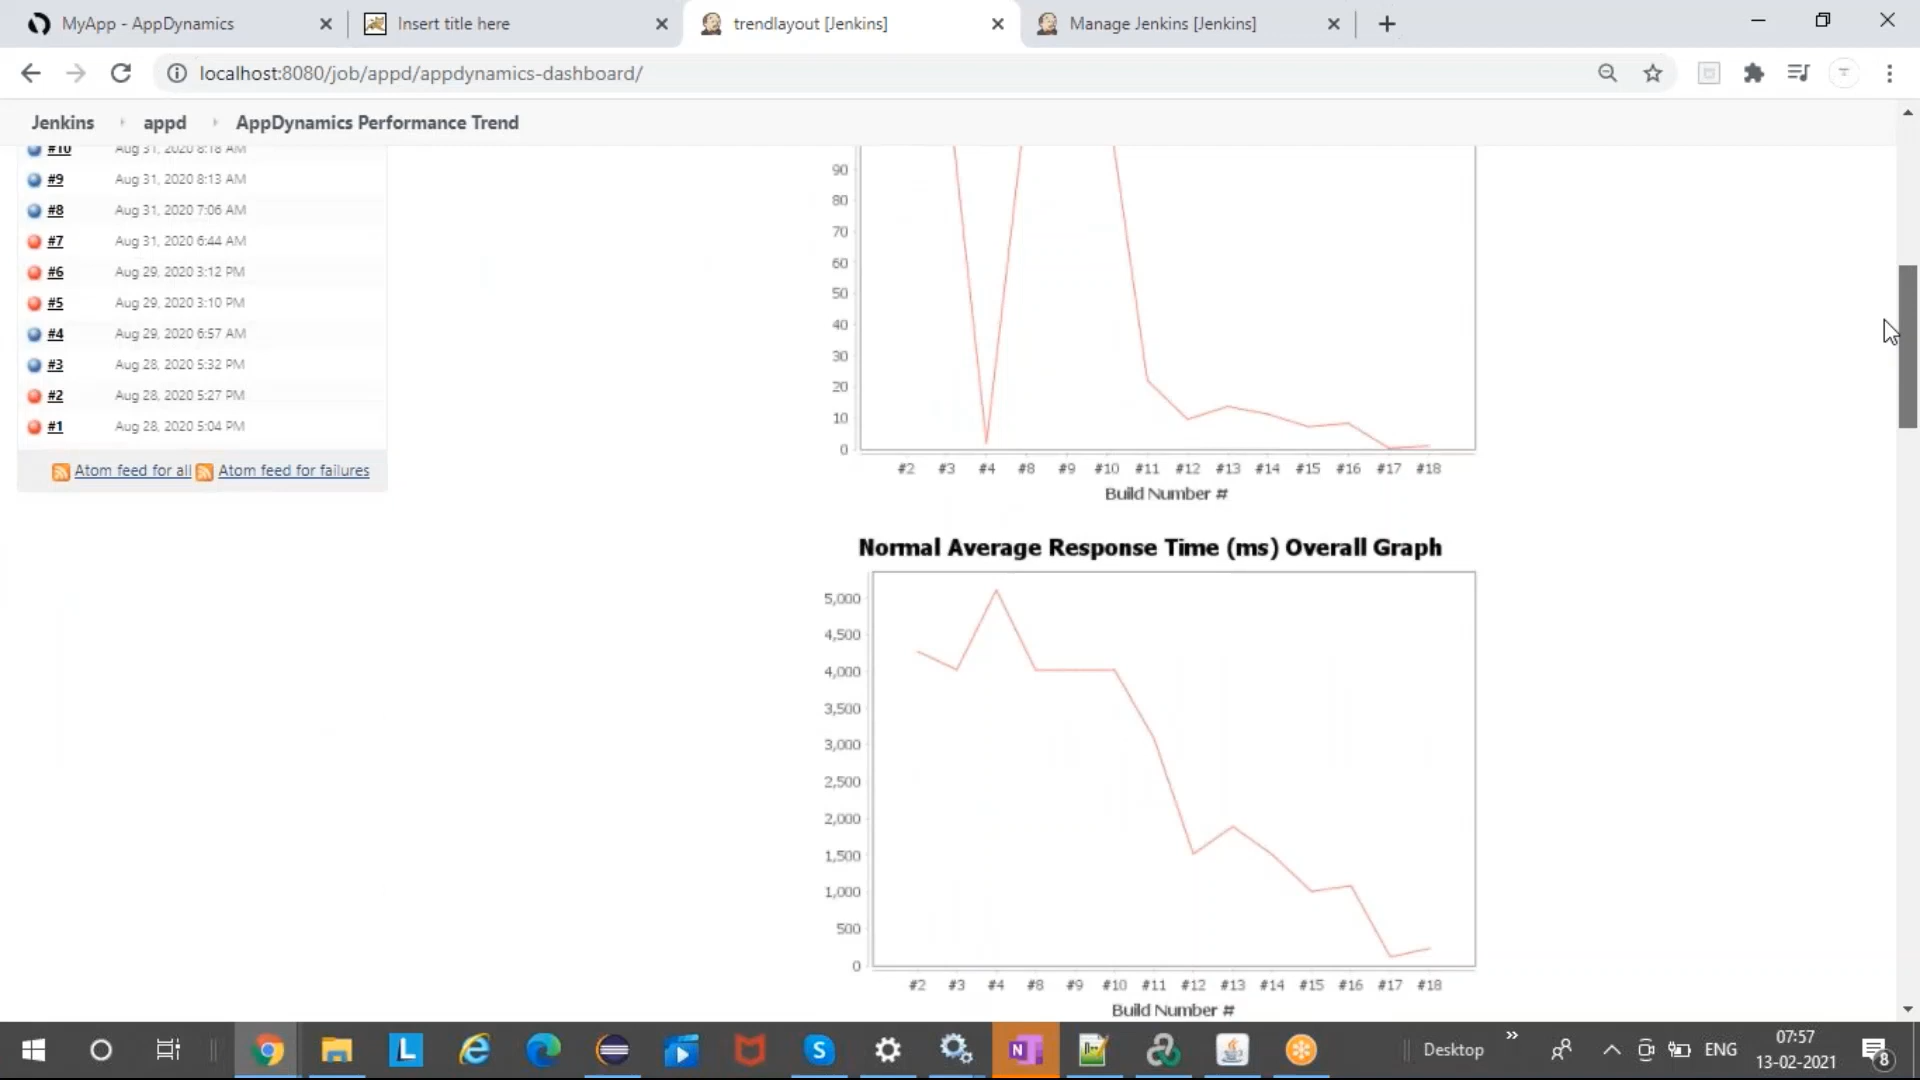 MyApp - AppDynamics
Insert title here
trendlayout [Jenkins]
Manage Jenkins [Jenkins]
localhost:8080/job/appd/appdynamics-dashboard/
Jenkins appd AppDynamics Performance Trend
#10 Aug 31, 2020 8:18 AM
#9 Aug 31, 2020 8:13 AM
#8 Aug 31, 2020 7:06 AM
#7 Aug 31, 2020 6:44 AM
#6 Aug 29, 2020 3:12 PM
#5 Aug 29, 2020 3:10 PM
#4 Aug 29, 2020 6:57 AM
#3 Aug 28, 2020 5:32 PM
#2 Aug 28, 2020 5:27 PM
#1 Aug 28, 2020 5:04 PM
Atom feed for all Atom feed for failures
90
80
70
60
50
40
30
20
10
0
#2 #3 #4 #8 #9 #10 #11 #12 #13 #14 #15 #16 #17 #18
Build Number #
Normal Average Response Time (ms) Overall Graph
5,000
4,500
4,000
3,500
3,000
2,500
2,000
1,500
1,000
500
0
#2 #3 #4 #8 #9 #10 #11 #12 #13 #14 #15 #16 #17 #18
Build Number #
Desktop
ENG
07:57
13-02-2021
8